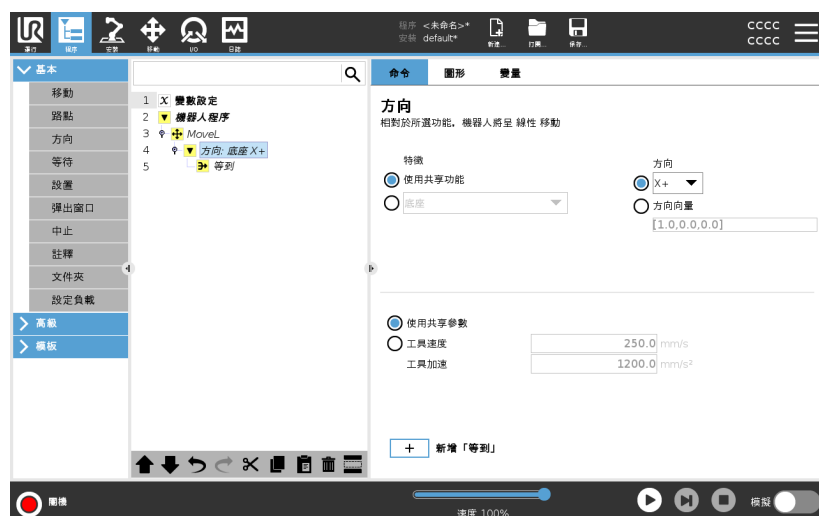 UR
運行
程序
安裝
移動
I/O
日誌
程序 <未命名>*
安裝 default*
新建...
打開...
保存...
CCCC
CCCC
基本
移動
路點
方向
等待
設置
彈出窗口
中止
註釋
文件夾
設定負載
高級
模板
1 X 變數設定
2 機器人程序
3 MoveL
4 方向: 底座 X+
5 等到
命令 圖形 變量
方向
相對於所選功能，機器人將呈 線性 移動
特徵
使用共享功能
底座
方向
X+
方向向量
[1.0,0.0,0.0]
使用共享參數
工具速度 250.0 mm/s
工具加速 1200.0 mm/s²
+ 新增「等到」
關機
速度 100%
模擬